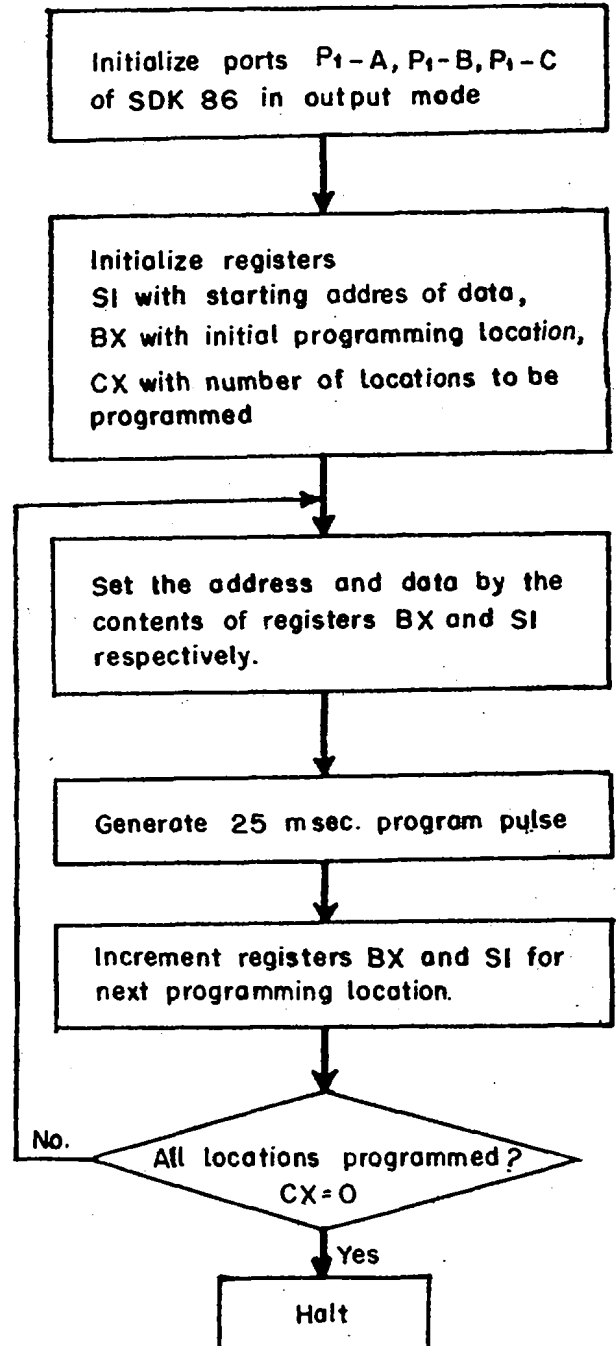 Initialize ports P1-A, P1-B, P1-C
of SDK 86 in output mode
Initialize registers
SI with starting addres of data,
BX with initial programming location,
CX with number of locations to be
programmed
Set the address and data by the
contents of registers BX and SI
respectively.
Generate 25 msec. program pulse
Increment registers BX and SI for
next programming location.
No.
All locations programmed?
CX=0
Yes
Halt